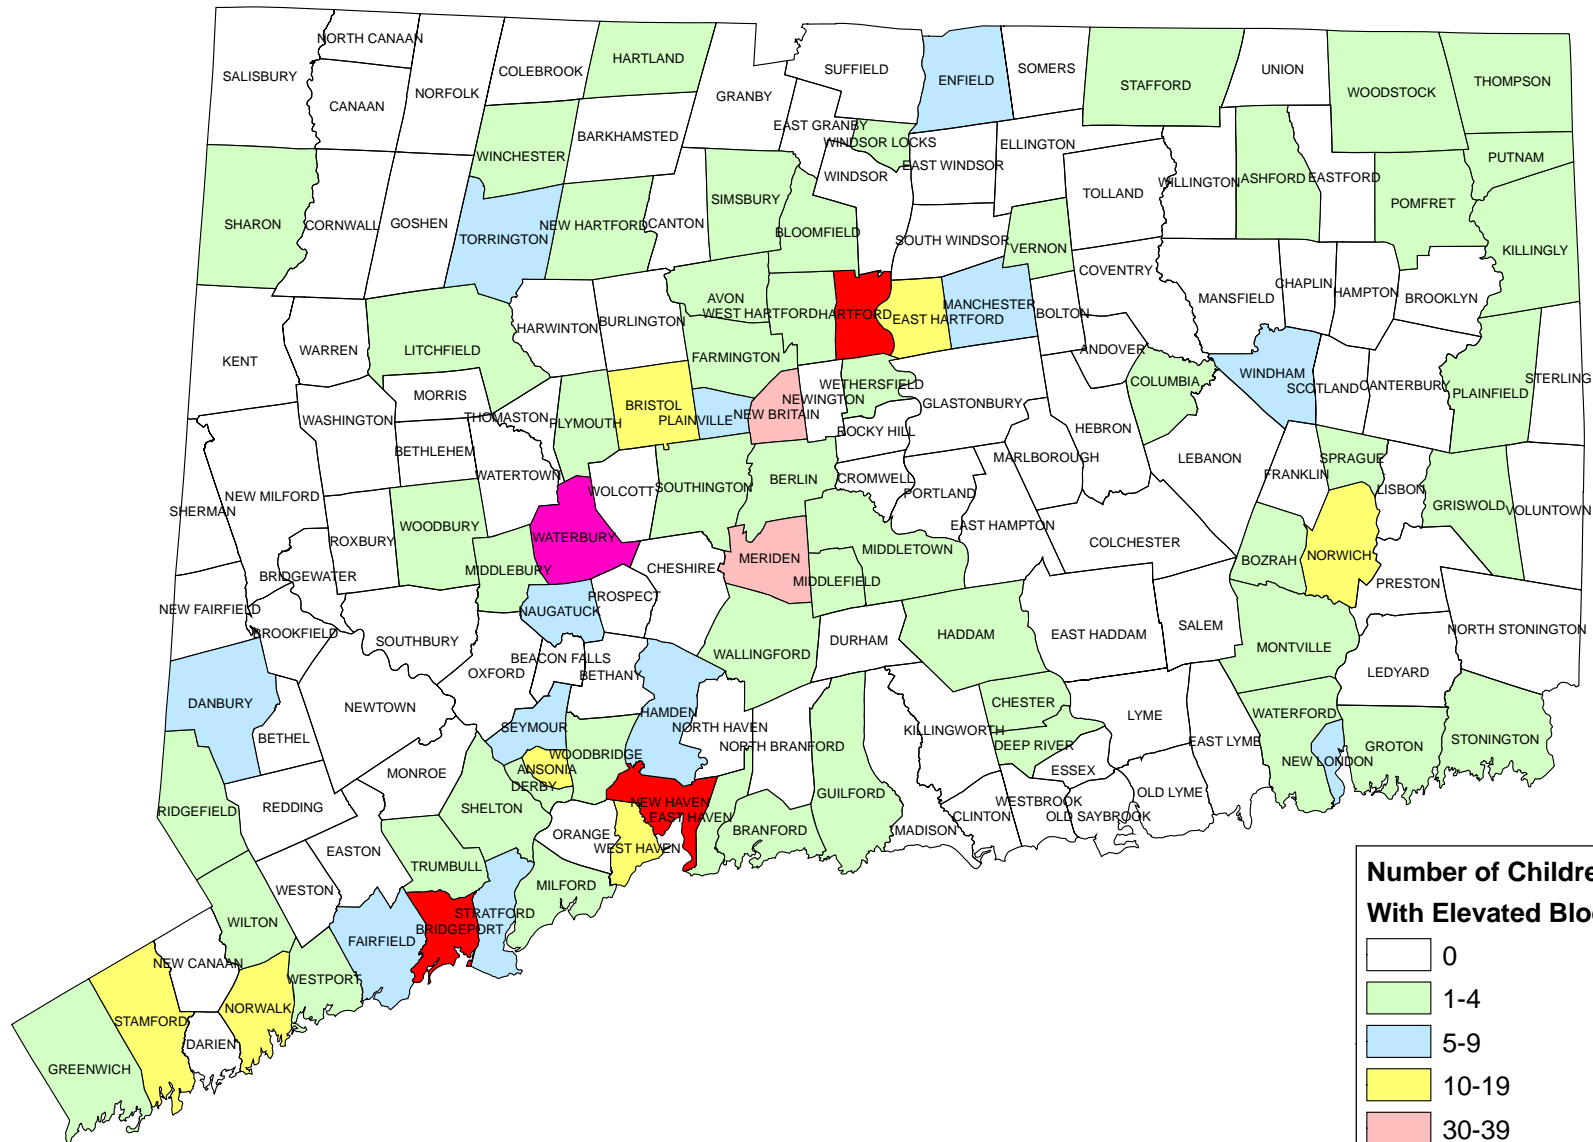 NORTH CANAAN
SALISBURY
CANAAN
NORFOLK
COLEBROOK
HARTLAND
GRANBY
SUFFIELD
ENFIELD
SOMERS
STAFFORD
UNION
WOODSTOCK
THOMPSON
BARKHAMSTED
EAST GRANBY
WINDSOR LOCKS
EAST WINDSOR
ELLINGTON
WINCHESTER
WINDSOR
TOLLAND
WILLINGTON
ASHFORD
EASTFORD
PUTNAM
POMFRET
SHARON
CORNWALL
GOSHEN
TORRINGTON
NEW HARTFORD
CANTON
SIMSBURY
BLOOMFIELD
SOUTH WINDSOR
VERNON
KILLINGLY
COVENTRY
MANSFIELD
CHAPLIN
HAMPTON
BROOKLYN
KENT
WARREN
LITCHFIELD
HARWINTON
BURLINGTON
AVON
WEST HARTFORD
HARTFORD
EAST HARTFORD
MANCHESTER
BOLTON
FARMINGTON
ANDOVER
COLUMBIA
WINDHAM
SCOTLAND
CANTERBURY
PLAINFIELD
STERLING
MORRIS
WASHINGTON
THOMASTON
PLYMOUTH
BRISTOL
PLAINVILLE
NEW BRITAIN
NEWINGTON
WETHERSFIELD
GLASTONBURY
ROCKY HILL
HEBRON
MARLBOROUGH
LEBANON
FRANKLIN
SPRAGUE
LISBON
GRISWOLD
VOLUNTOWN
BETHLEHEM
WATERTOWN
WOLCOTT
SOUTHINGTON
BERLIN
CROMWELL
PORTLAND
EAST HAMPTON
COLCHESTER
SHERMAN
NEW MILFORD
ROXBURY
WOODBURY
WATERBURY
MIDDLEBURY
CHESHIRE
MERIDEN
MIDDLETOWN
MIDDLEFIELD
BOZRAH
NORWICH
PRESTON
BRIDGEWATER
NEW FAIRFIELD
BROOKFIELD
SOUTHBURY
NAUGATUCK
PROSPECT
WALLINGFORD
DURHAM
HADDAM
EAST HADDAM
SALEM
MONTVILLE
LEDYARD
NORTH STONINGTON
OXFORD
BEACON FALLS
BETHANY
DANBURY
BETHEL
NEWTOWN
SEYMOUR
HAMDEN
NORTH HAVEN
NORTH BRANFORD
KILLINGWORTH
CHESTER
DEEP RIVER
LYME
EAST LYME
WATERFORD
NEW LONDON
GROTON
STONINGTON
WOODBRIDGE
ANSONIA
DERBY
MONROE
ESSEX
RIDGEFIELD
REDDING
SHELTON
NEW HAVEN
EAST HAVEN
BRANFORD
GUILFORD
MADISON
CLINTON
WESTBROOK
OLD SAYBROOK
OLD LYME
EASTON
ORANGE
WEST HAVEN
WESTON
TRUMBULL
MILFORD
WILTON
FAIRFIELD
STRATFORD
BRIDGEPORT
NEW CANAAN
WESTPORT
STAMFORD
NORWALK
DARIEN
GREENWICH
Number of Childre
With Elevated Bloo
0
1-4
5-9
10-19
30-39